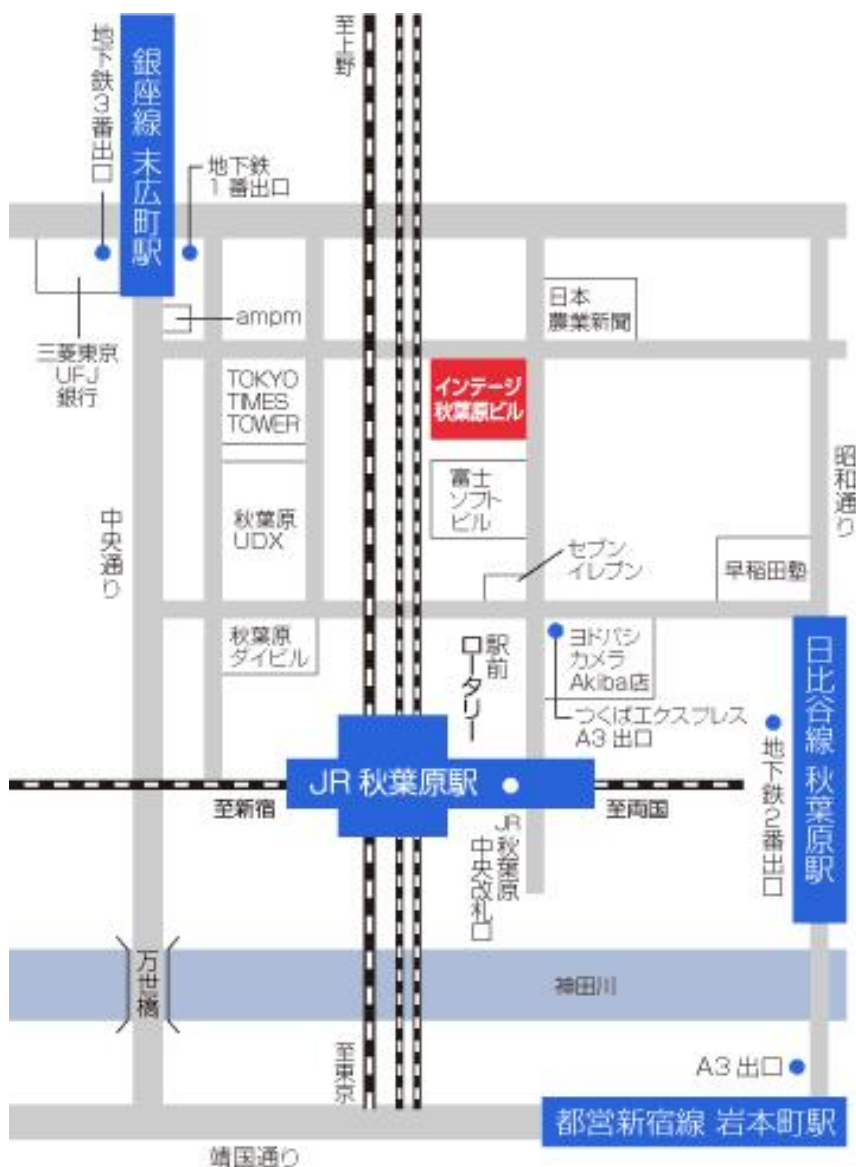 至上野
地下鉄3番出口
銀座線 末広町駅
地下鉄
1番出口
日本
農業新聞
ampm
三菱東京
UFJ
銀行
TOKYO
TIMES
TOWER
インテージ
秋葉原ビル
富士
ソフト
ビル
昭和通り
中央通り
秋葉原
UDX
セブン
イレブン
早稲田塾
秋葉原
ダイビル
駅前
ロータリー
ヨドバシ
カメラ
Akiba店
つくばエクスプレス
A3出口
日比谷線 秋葉原駅
地下鉄2番出口
JR 秋葉原駅
至新宿
至両国
JR秋葉原
中央改札口
万世橋
神田川
至東京
A3出口
都営新宿線 岩本町駅
靖国通り